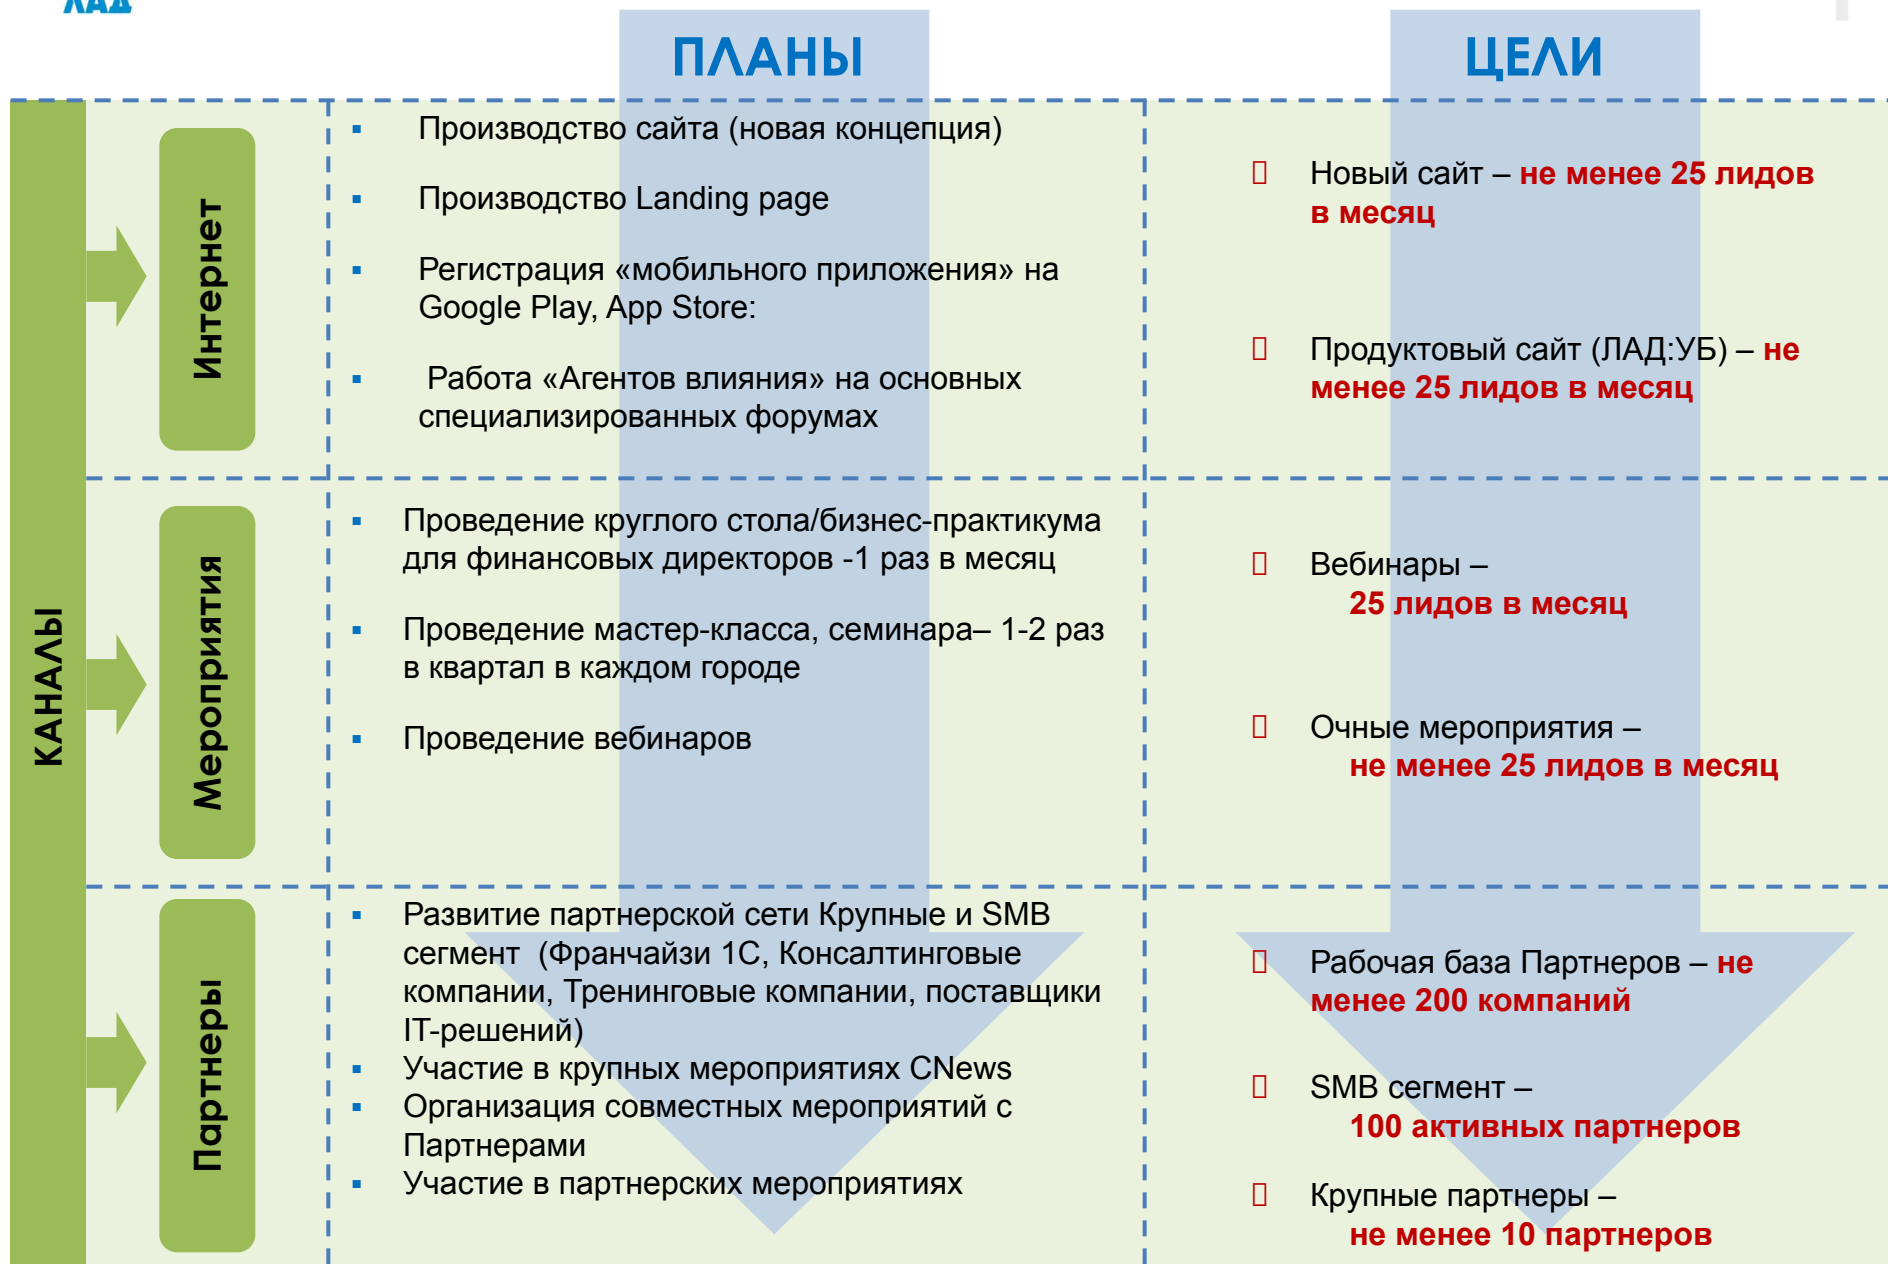 ЛАД
ПЛАНЫ
ЦЕЛИ
КАНАЛЫ
Интернет
Производство сайта (новая концепция)
Производство Landing page
Регистрация «мобильного приложения» на
Google Play, App Store:
Работа «Агентов влияния» на основных
специализированных форумах
Новый сайт – не менее 25 лидов
в месяц
Продуктовый сайт (ЛАД:УБ) – не
менее 25 лидов в месяц
Мероприятия
Проведение круглого стола/бизнес-практикума
для финансовых директоров -1 раз в месяц
Проведение мастер-класса, семинара– 1-2 раз
в квартал в каждом городе
Проведение вебинаров
Вебинары –
25 лидов в месяц
Очные мероприятия –
не менее 25 лидов в месяц
Партнеры
Развитие партнерской сети Крупные и SMB
сегмент (Франчайзи 1С, Консалтинговые
компании, Тренинговые компании, поставщики
IT-решений)
Участие в крупных мероприятиях CNews
Организация совместных мероприятий с
Партнерами
Участие в партнерских мероприятиях
Рабочая база Партнеров – не
менее 200 компаний
SMB сегмент –
100 активных партнеров
Крупные партнеры –
не менее 10 партнеров